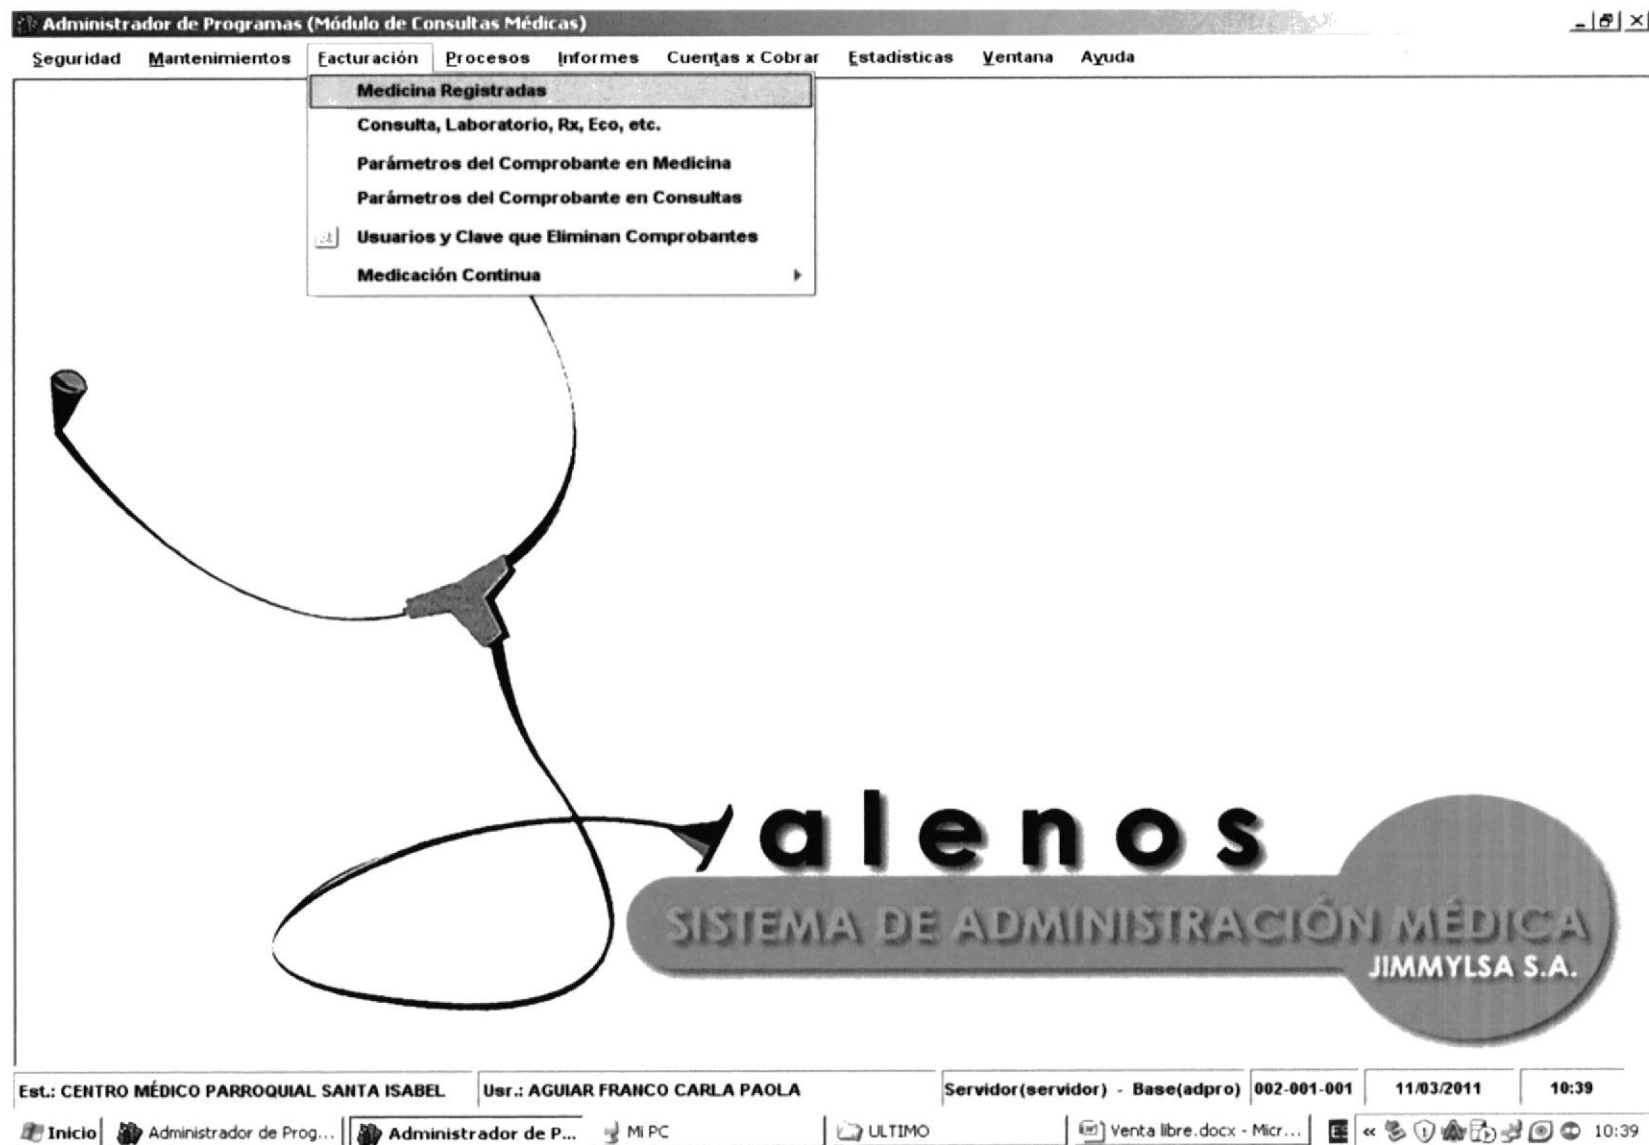 Administrador de Programas (Módulo de Consultas Médicas)
Seguridad Mantenimientos Facturación Procesos Informes Cuentas x Cobrar Estadísticas Ventana Ayuda
Medicina Registradas
Consulta, Laboratorio, Rx, Eco, etc.
Parámetros del Comprobante en Medicina
Parámetros del Comprobante en Consultas
Usuarios y Clave que Eliminan Comprobantes
Medicación Continua
alenos
SISTEMA DE ADMINISTRACIÓN MÉDICA
JIMMYLSA S.A.
Est.: CENTRO MÉDICO PARROQUIAL SANTA ISABEL Usr.: AGUIAR FRANCO CARLA PAOLA Servidor(servidor) - Base(adpro) 002-001-001 11/03/2011 10:39
Inicio Administrador de Prog... Administrador de P... Mi PC ULTIMO Venta libre.docx - Micr... ES « 10:39